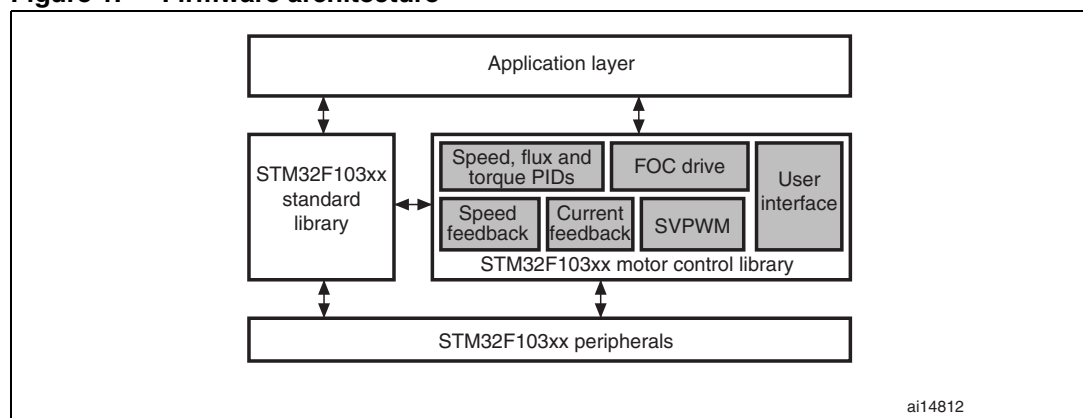 Figure 1. Firmware architecture
Application layer
STM32F103xx
standard
library
Speed, flux and
torque PIDs
FOC drive
User
interface
Speed
feedback
Current
feedback
SVPWM
STM32F103xx motor control library
STM32F103xx peripherals
ai14812